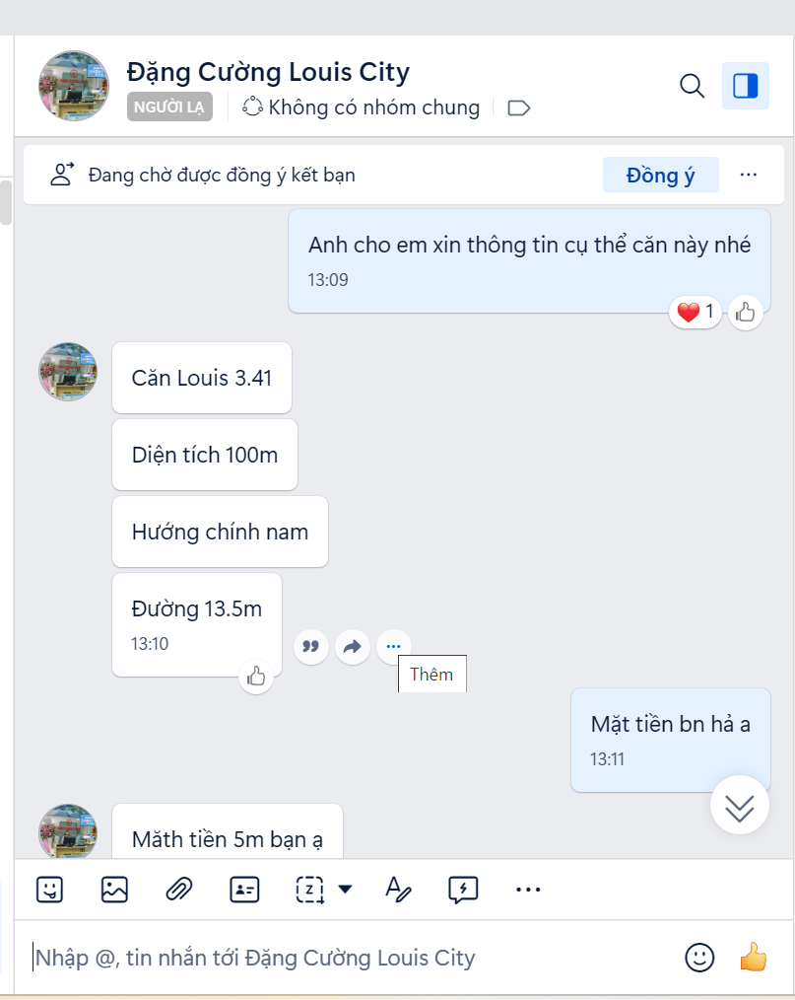 Đặng Cường Louis City
NGƯỜI LẠ
Không có nhóm chung
Đang chờ được đồng ý kết bạn
Đồng ý
Anh cho em xin thông tin cụ thể căn này nhé
13:09
1
Căn Louis 3.41
Diện tích 100m
Hướng chính nam
Đường 13.5m
13:10
Thêm
Mặt tiền bn hả a
13:11
Măth tiền 5m bạn ạ
Nhập @, tin nhắn tới Đặng Cường Louis City